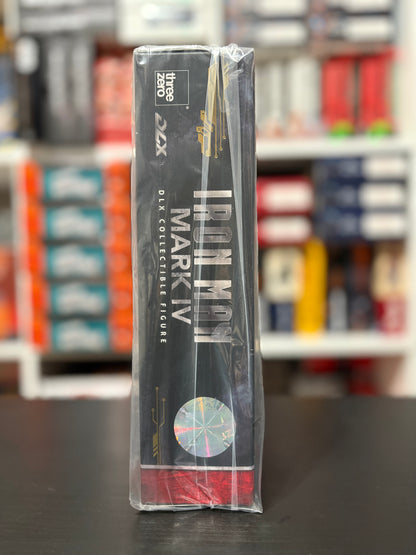 three
zero
DLX
IRON MAN
MARK IV
DLX COLLECTIBLE FIGURE